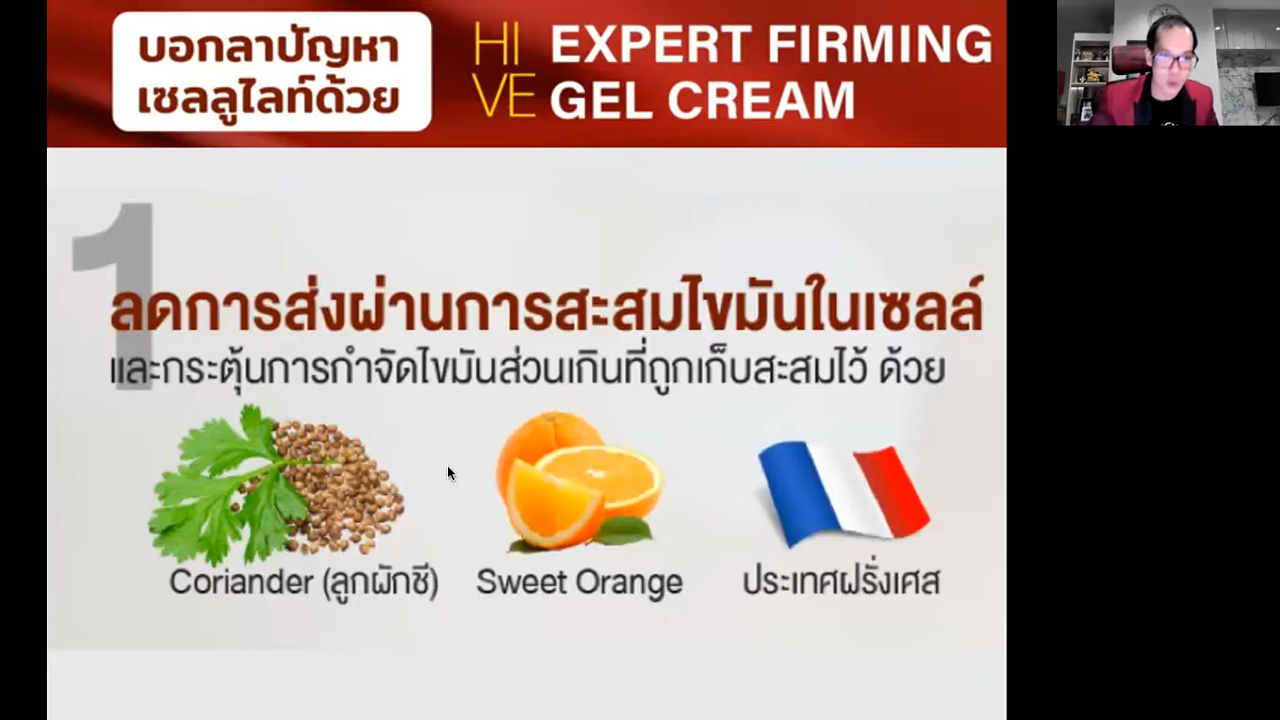 บอกลาปัญหา
เซลลูไลท์ด้วย
HI
VE
EXPERT FIRMING
GEL CREAM
1
ลดการส่งผ่านการสะสมไขมันในเซลล์
และกระตุ้นการกำจัดไขมันส่วนเกินที่ถูกเก็บสะสมไว้ ด้วย
Coriander (ลูกผักชี)
Sweet Orange
ประเทศฝรั่งเศส